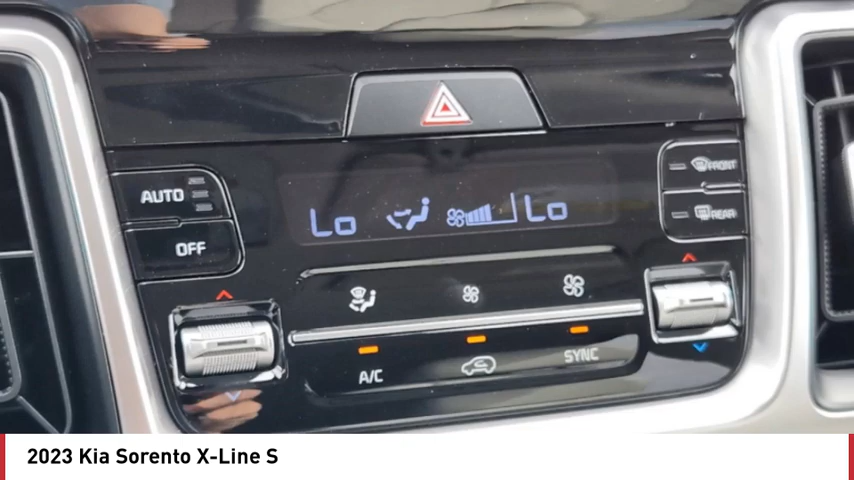 AUTO
OFF
Lo
Lo
FRONT
REAR
A/C
SYNC
2023 Kia Sorento X-Line S